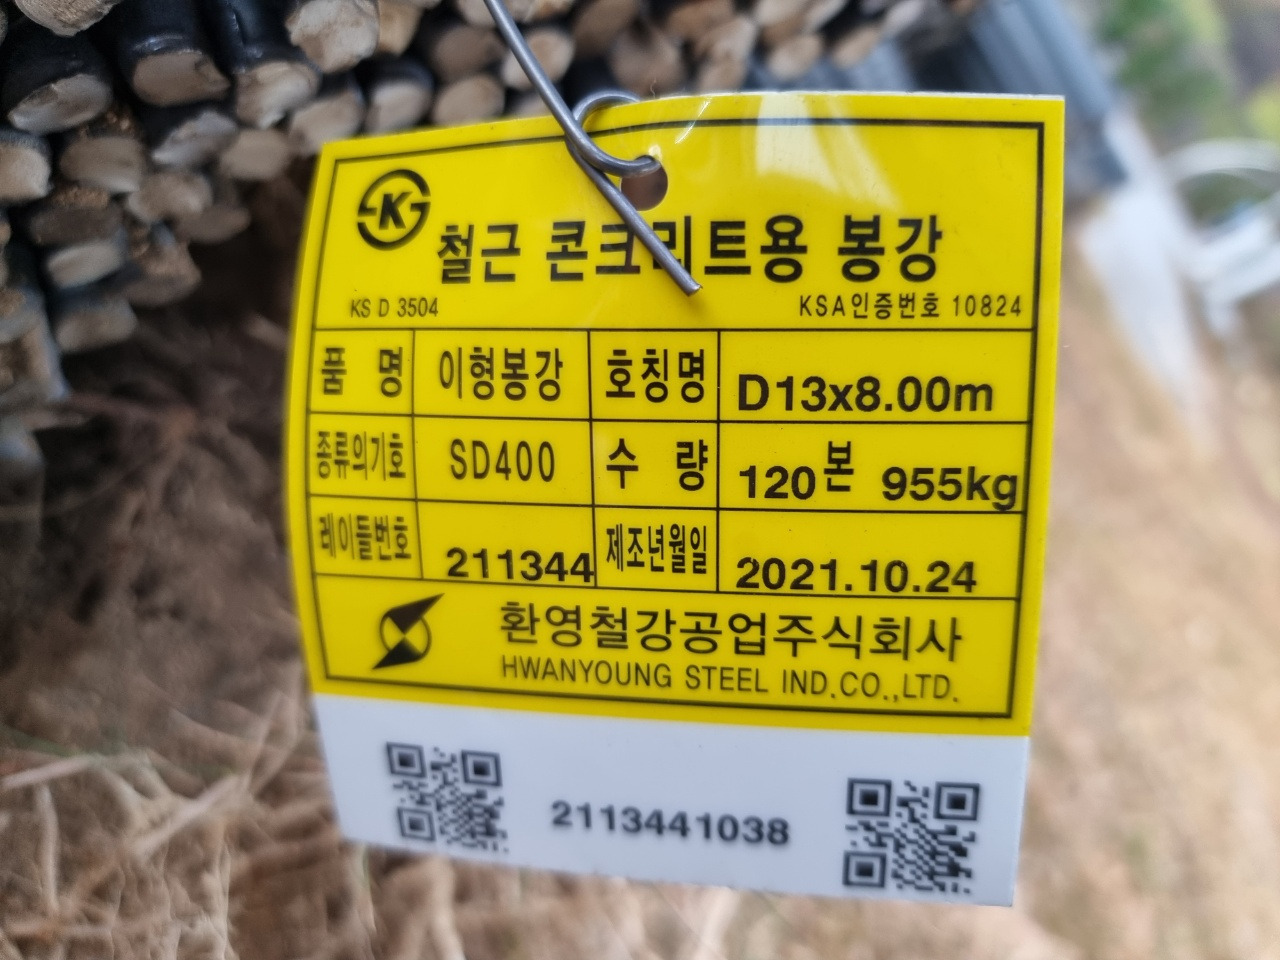 K
철근 콘크리트용 봉강
KS D 3504
KSA인증번호 10824
품 명 이형봉강 호칭명 D13x8.00m
종류의기호 SD400 수 량 120본 955kg
레이들번호 211344 제조년월일 2021.10.24
환영철강공업주식회사
HWANYOUNG STEEL IND.CO.,LTD.
2113441038